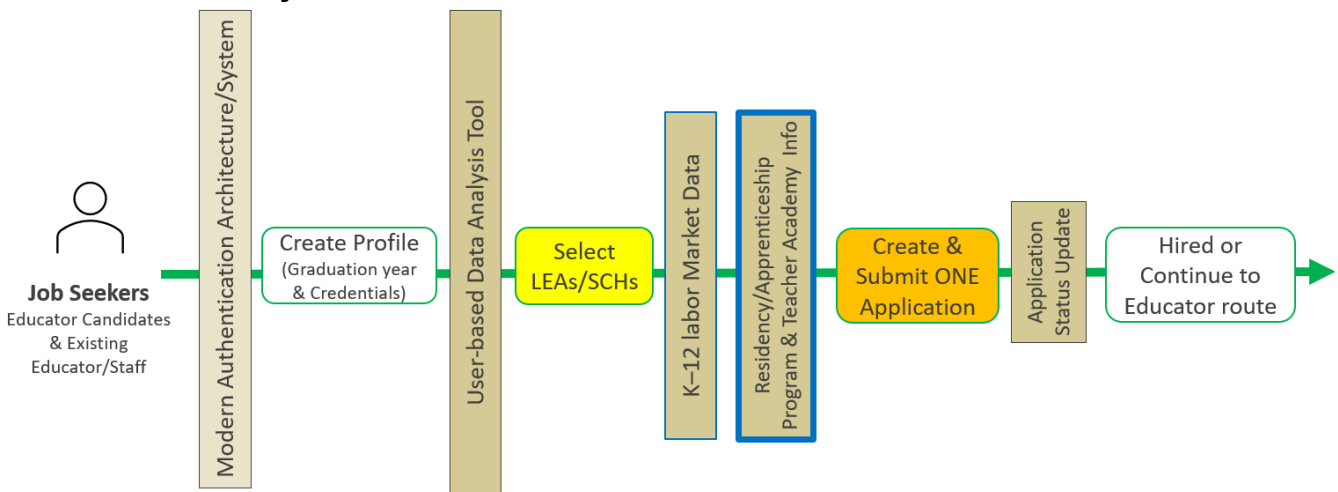 Job Seekers
Educator Candidates
& Existing
Educator/Staff
Modern Authentication Architecture/System
Create Profile
(Graduation year
& Credentials)
User-based Data Analysis Tool
Select
LEAs/SCHs
K–12 labor Market Data
Residency/Apprenticeship
Program & Teacher Academy Info
Create &
Submit ONE
Application
Application
Status Update
Hired or
Continue to
Educator route